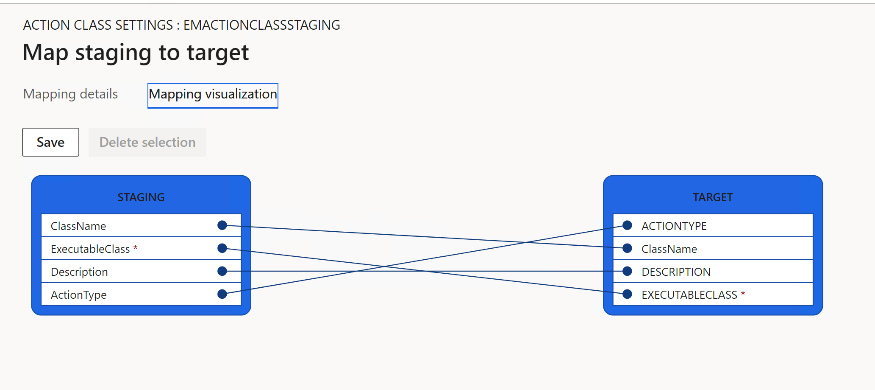 ACTION CLASS SETTINGS : EMACTIONCLASSSTAGING
Map staging to target
Mapping details Mapping visualization
Save Delete selection
STAGING
ClassName
ExecutableClass *
Description
ActionType
TARGET
ACTIONTYPE
ClassName
DESCRIPTION
EXECUTABLECLASS *